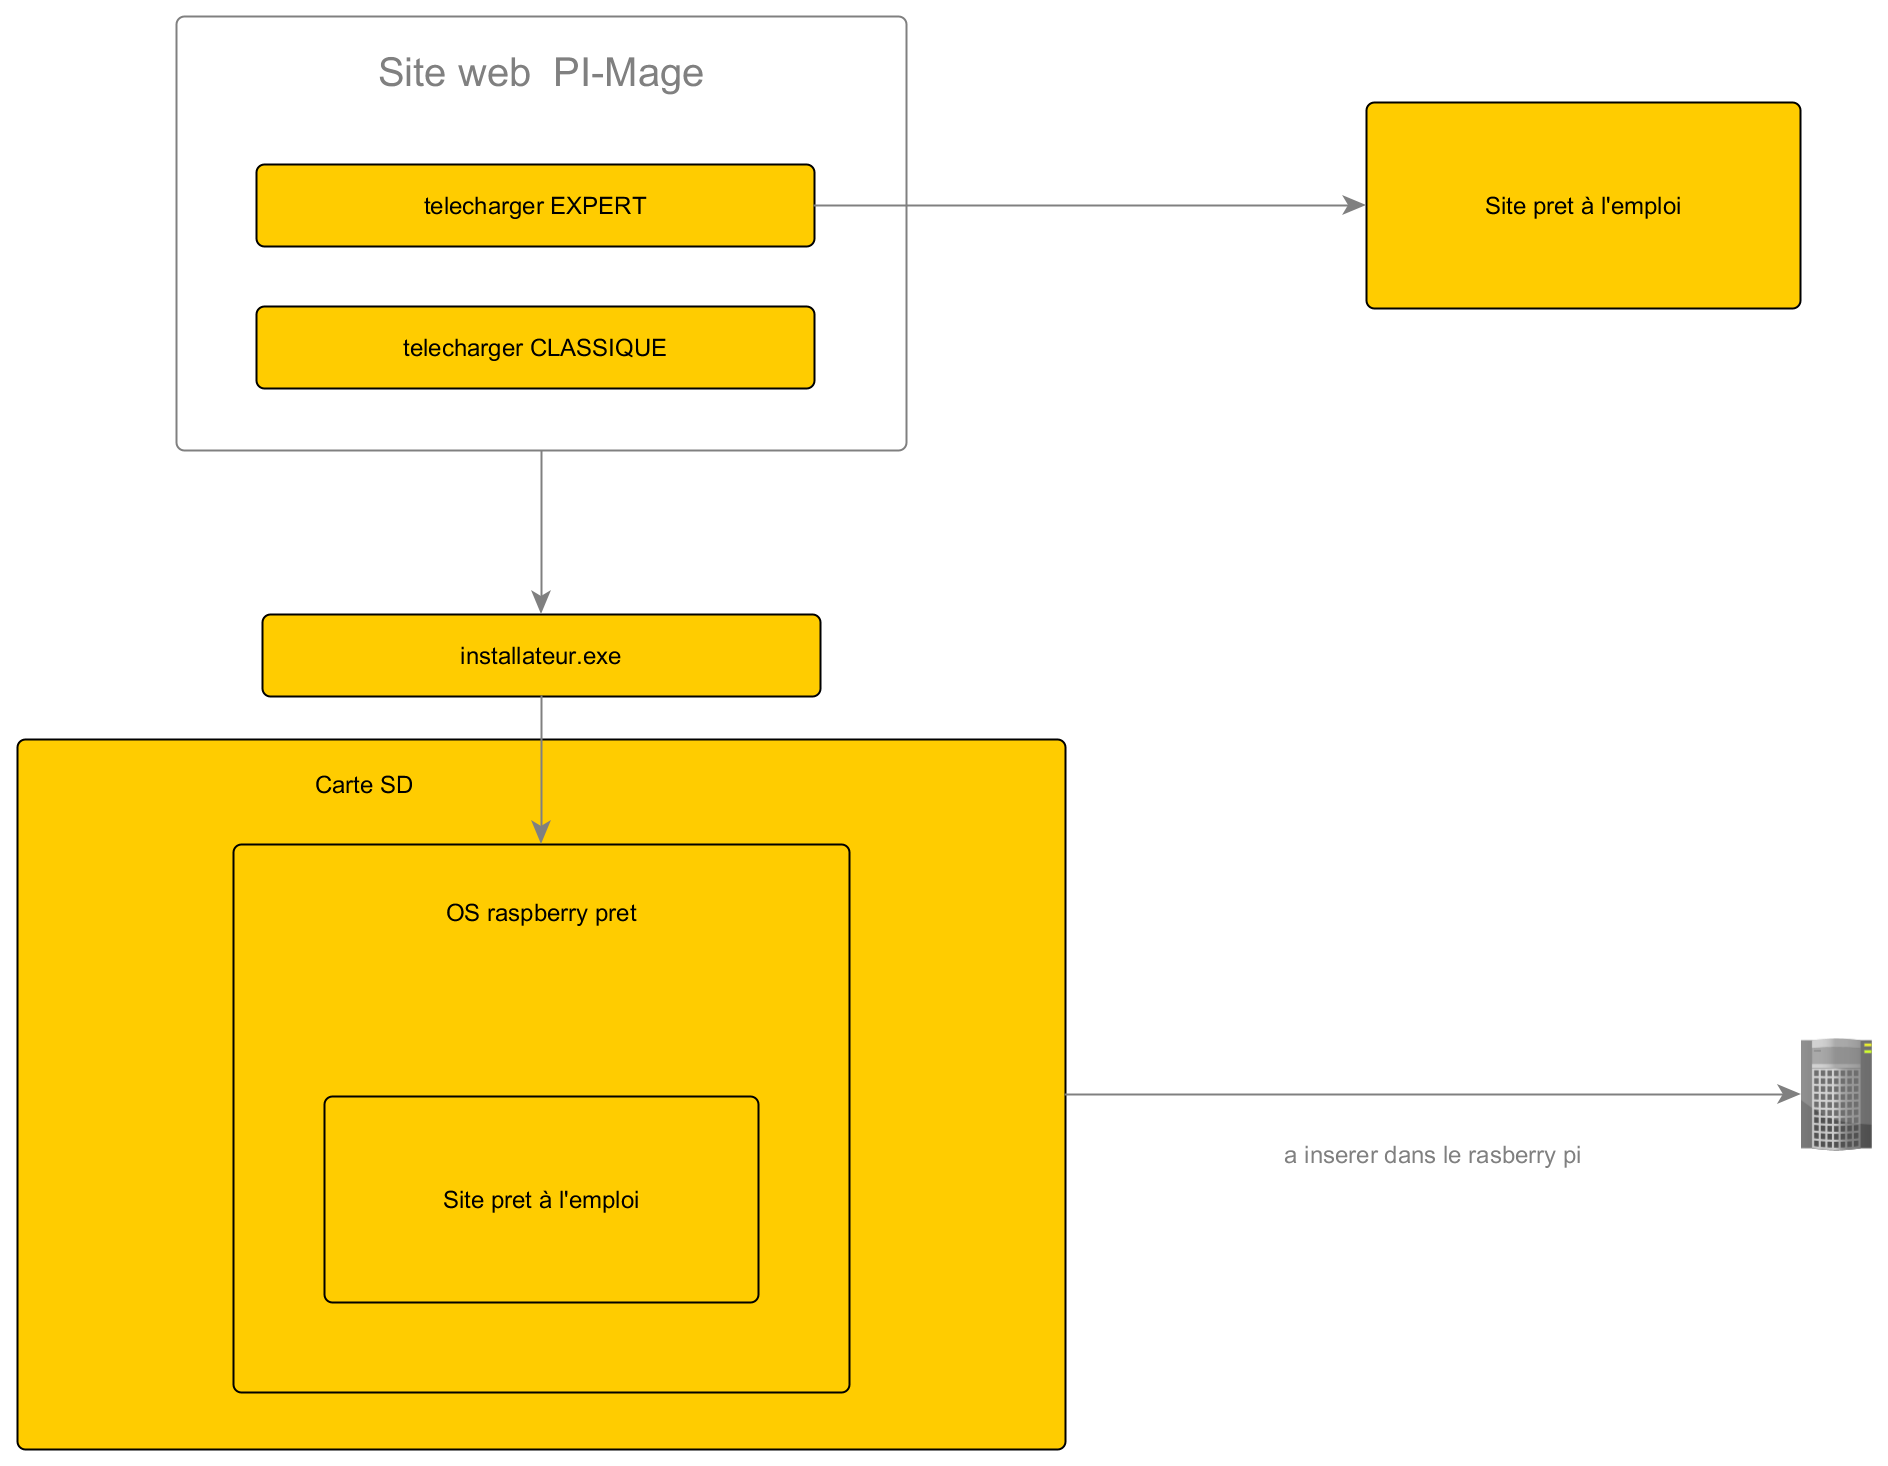 Site web  PI-Mage
telecharger EXPERT
Site pret à l'emploi
telecharger CLASSIQUE
installateur.exe
Carte SD
OS raspberry pret
a inserer dans le rasberry pi
Site pret à l'emploi